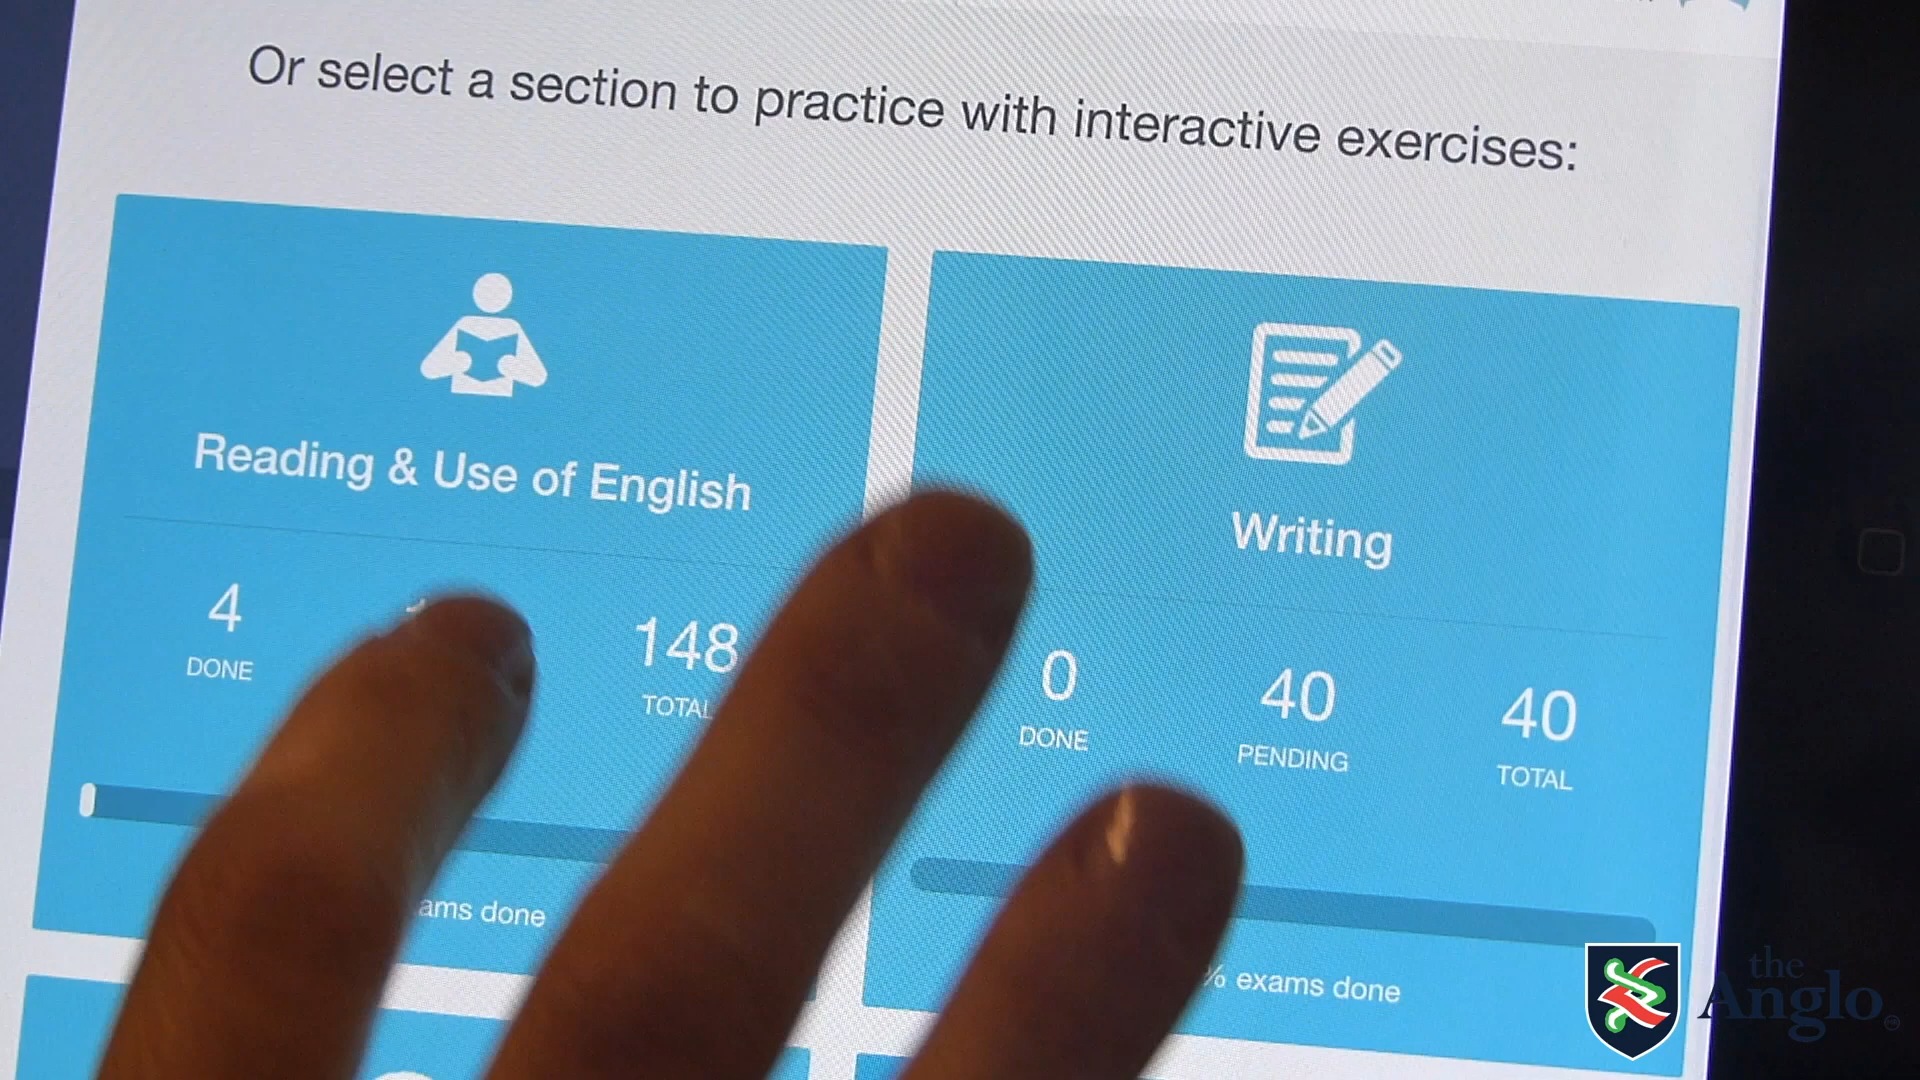 Or select a section to practice with interactive exercises:
Reading & Use of English
4
DONE
148
TOTAL
ams done
Writing
0
DONE
40
PENDING
40
TOTAL
% exams done
the
Anglo